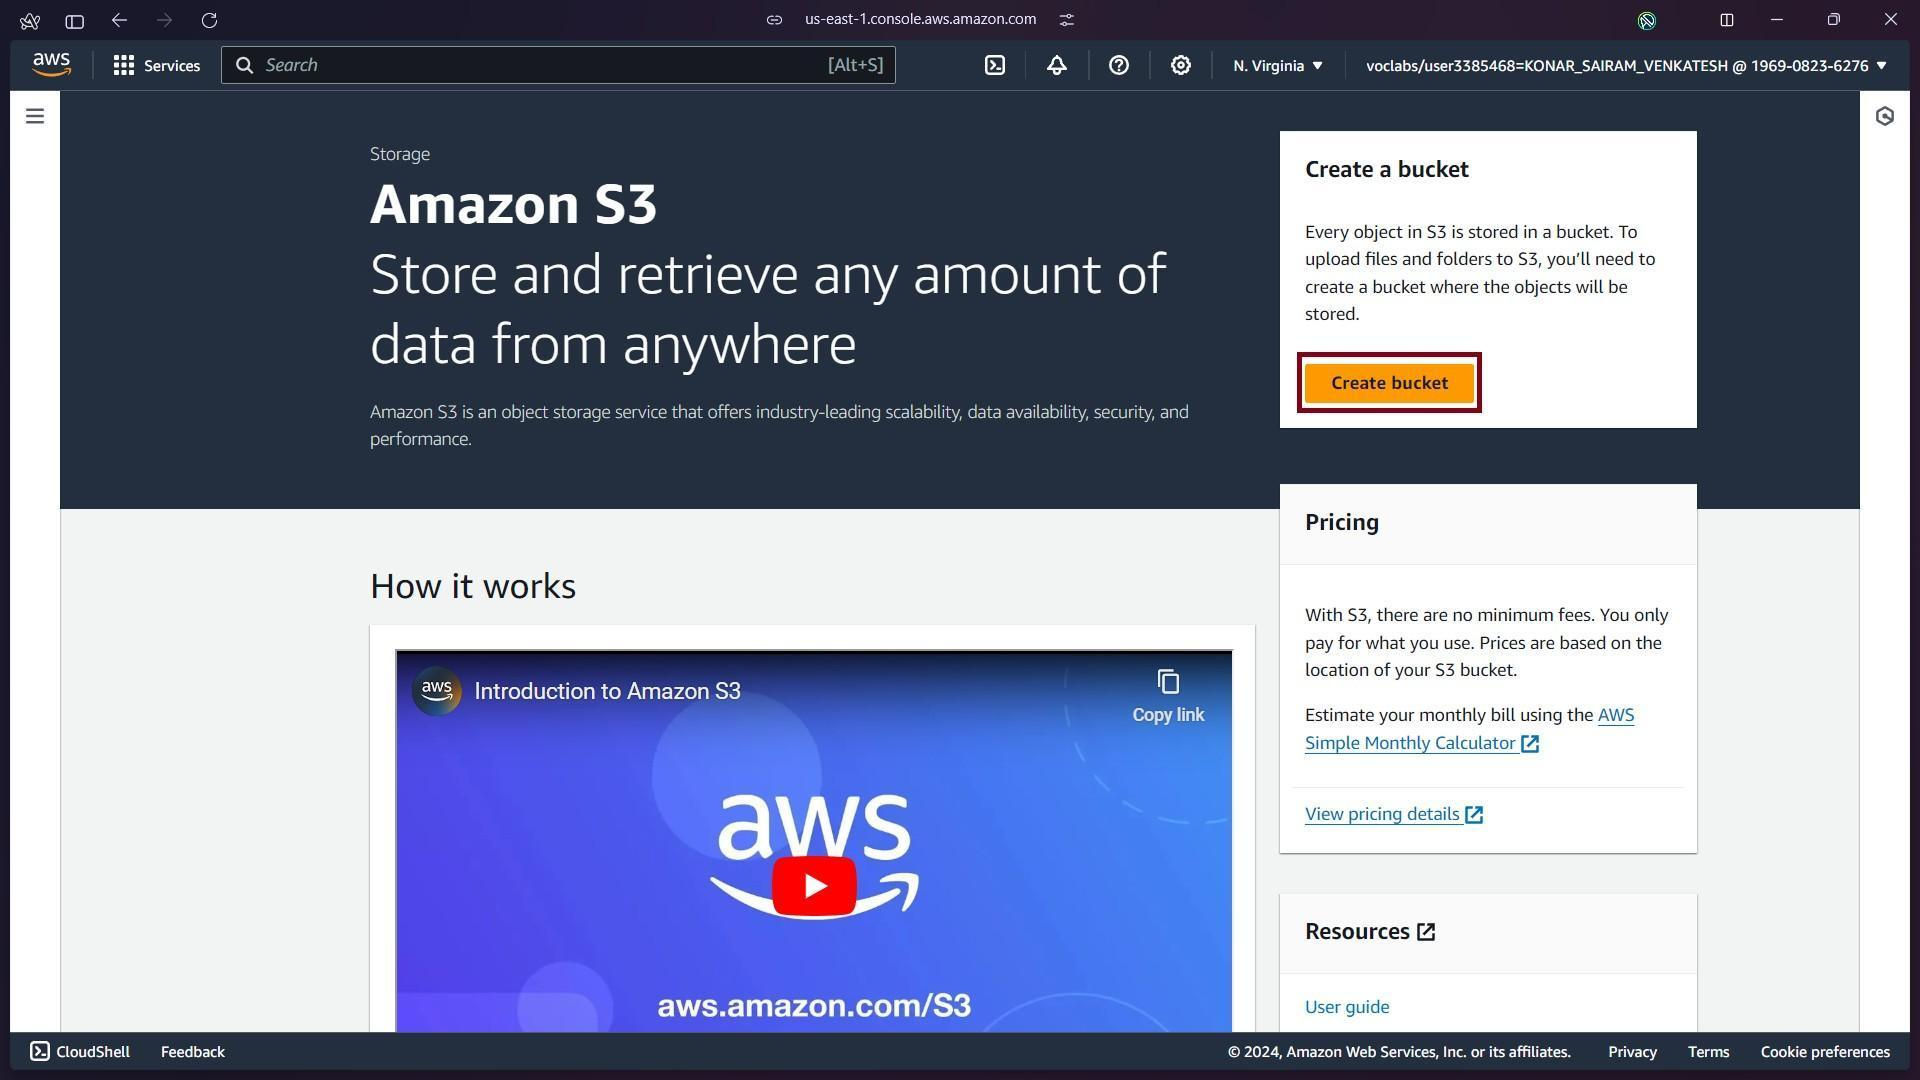 us-east-1.console.aws.amazon.com
aws
Services
Search
[Alt+S]
N. Virginia
voclabs/user3385468=KONAR_SAIRAM_VENKATESH @ 1969-0823-6276
Storage
Amazon S3
Store and retrieve any amount of
data from anywhere
Amazon S3 is an object storage service that offers industry-leading scalability, data availability, security, and
performance.
Create a bucket
Every object in S3 is stored in a bucket. To
upload files and folders to S3, you’ll need to
create a bucket where the objects will be
stored.
Create bucket
Pricing
With S3, there are no minimum fees. You only
pay for what you use. Prices are based on the
location of your S3 bucket.
Estimate your monthly bill using the AWS
Simple Monthly Calculator
View pricing details
Resources
User guide
How it works
aws
Introduction to Amazon S3
Copy link
aws
aws.amazon.com/S3
CloudShell
Feedback
© 2024, Amazon Web Services, Inc. or its affiliates.
Privacy
Terms
Cookie preferences